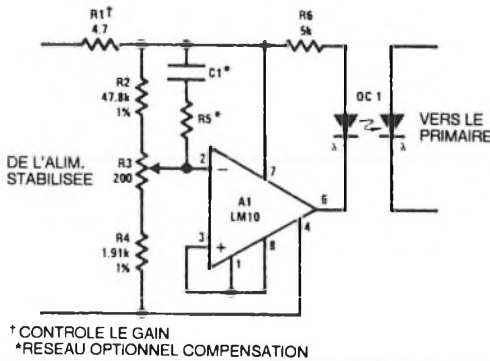 R1†
4.7
R6
5k
R2
47.8k
1%
C1*
R5*
OC 1
λ
λ
VERS LE
PRIMAIRE
DE L'ALIM.
STABILISEE
R3
200
2
−
7
A1
LM10
6
4
3
+
8
1
R4
1.91k
1%
† CONTROLE LE GAIN
*RESEAU OPTIONNEL COMPENSATION